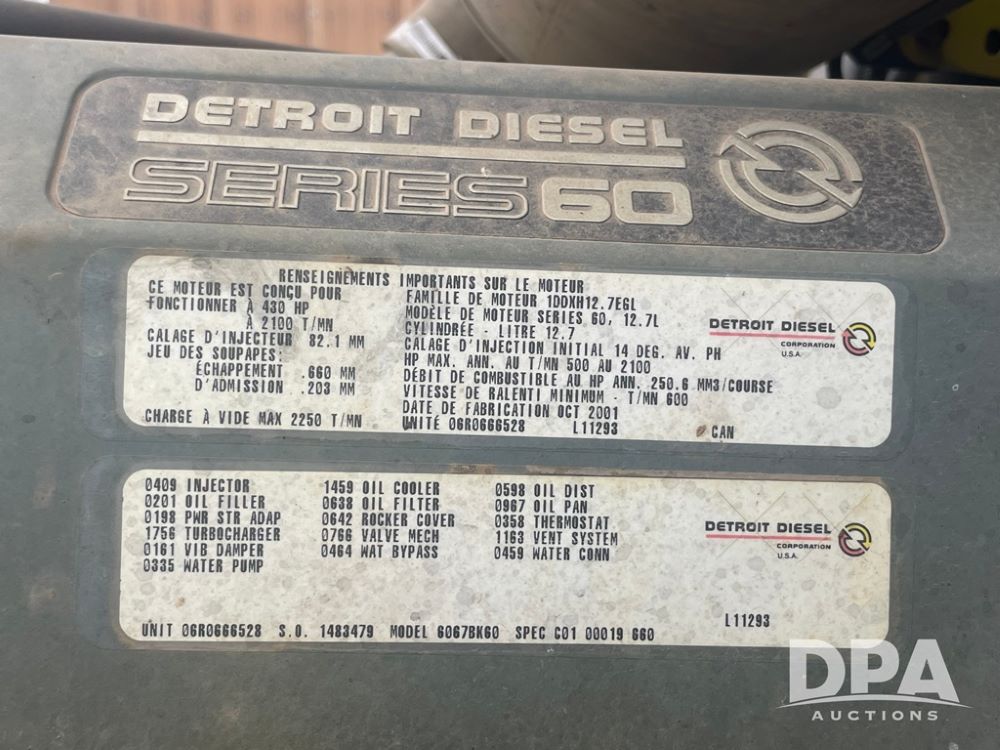 DETROIT DIESEL
SERIES 60
RENSEIGNEMENTS IMPORTANTS SUR LE MOTEUR
CE MOTEUR EST CONÇU POUR
FONCTIONNER À 430 HP
À 2100 T/MN
CALAGE D'INJECTEUR 82.1 MM
JEU DES SOUPAPES:
ÉCHAPPEMENT .660 MM
D'ADMISSION .203 MM
CHARGE À VIDE MAX 2250 T/MN
FAMILLE DE MOTEUR 1DDXH12.7EGL
MODÈLE DE MOTEUR SERIES 60, 12.7L
CYLINDRÉE - LITRE 12.7
CALAGE D'INJECTION INITIAL 14 DEG. AV. PH
HP MAX. ANN. AU T/MN 500 AU 2100
DÉBIT DE COMBUSTIBLE AU HP ANN. 250.6 MM3/COURSE
VITESSE DE RALENTI MINIMUM - T/MN 600
DATE DE FABRICATION OCT 2001
UNITÉ 06R0666528 L11293 CAN
DETROIT DIESEL
CORPORATION
U.S.A.
0409 INJECTOR 1459 OIL COOLER 0598 OIL DIST
0201 OIL FILLER 0638 OIL FILTER 0967 OIL PAN
0198 PWR STR ADAP 0642 ROCKER COVER 0358 THERMOSTAT
1756 TURBOCHARGER 0766 VALVE MECH 1163 VENT SYSTEM
0161 VIB DAMPER 0464 WAT BYPASS 0459 WATER CONN
0335 WATER PUMP
DETROIT DIESEL
CORPORATION
U.S.A.
L11293
UNIT 06R0666528 S.O. 1483479 MODEL 6067BK60 SPEC C01 00019 660
DPA
AUCTIONS